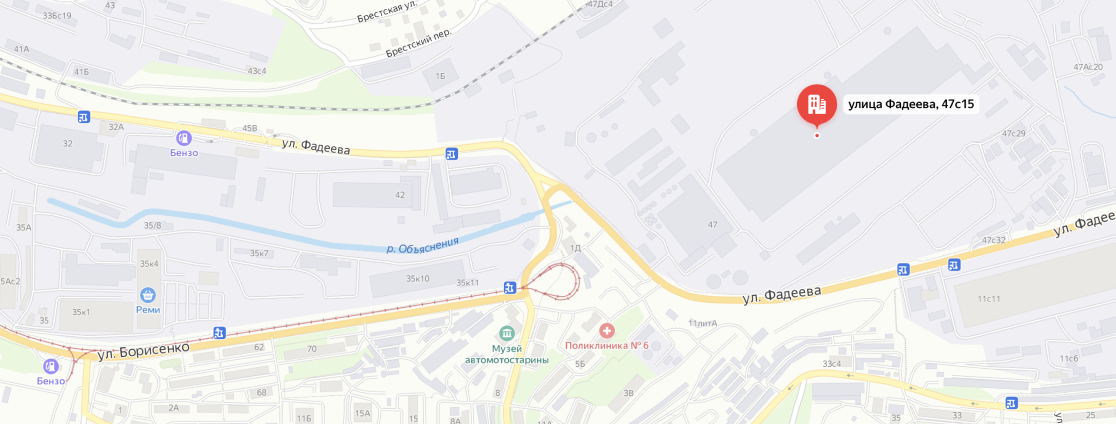 33Бс19
Брестская ул.
47Дс4
Брестский пер.
41А
41Б
43с4
1Б
47Ас20
улица Фадеева, 47с15
32А
45В
ул. Фадеева
47с29
32
Бензо
42
47
35А
35/8
р. Объяснения
1Д
47с32
ул. Фадее
35к7
35к4
35к10
35к11
5Ас2
Реми
ул. Фадеева
11с11
35
35к1
11литА
ул. Борисенко
62
70
Музей
автомотостарины
Поликлиника № 6
11с6
Бензо
68
5Б
33с4
1
2А
11Б
15А
15
8А
8
3В
11А
35
33
25